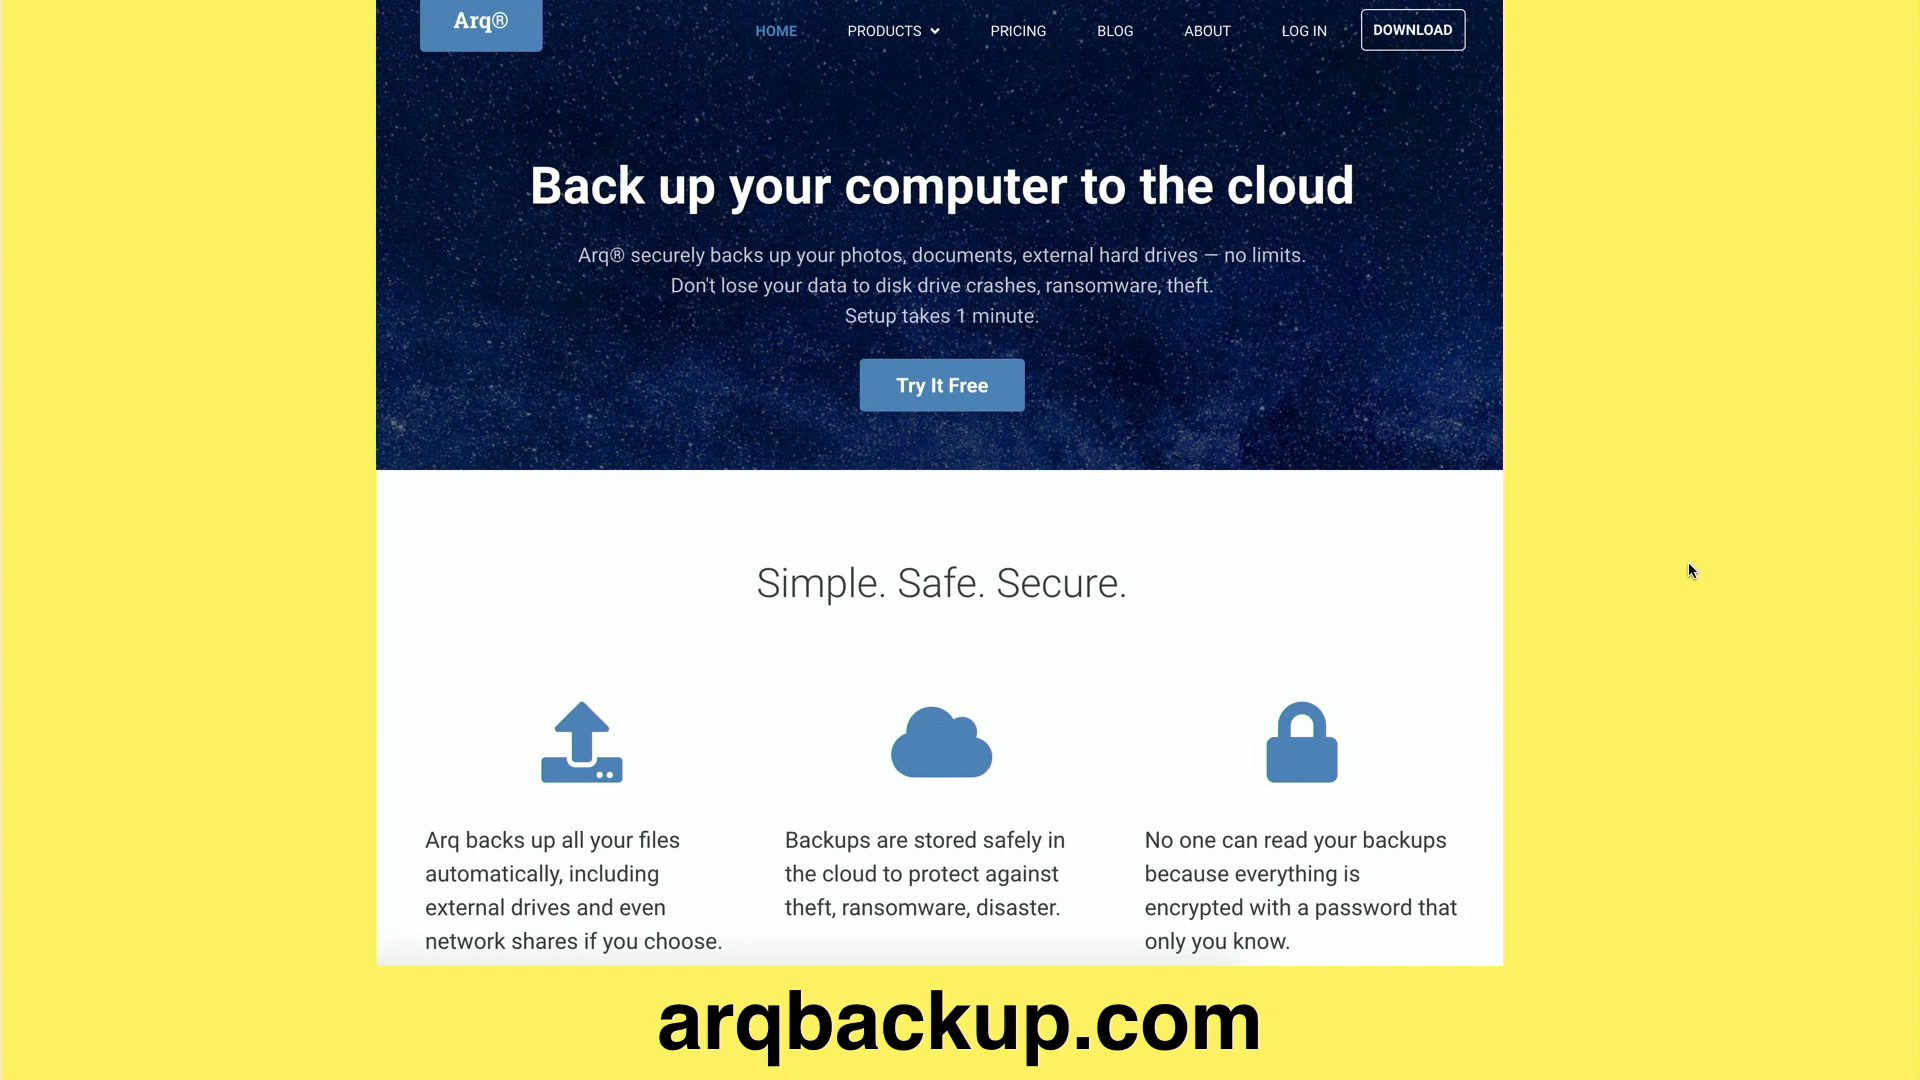 Arq®
HOME PRODUCTS PRICING BLOG ABOUT LOG IN DOWNLOAD
Back up your computer to the cloud
Arq® securely backs up your photos, documents, external hard drives — no limits.
Don't lose your data to disk drive crashes, ransomware, theft.
Setup takes 1 minute.
Try It Free
Simple. Safe. Secure.
Arq backs up all your files
automatically, including
external drives and even
network shares if you choose.
Backups are stored safely in
the cloud to protect against
theft, ransomware, disaster.
No one can read your backups
because everything is
encrypted with a password that
only you know.
arqbackup.com